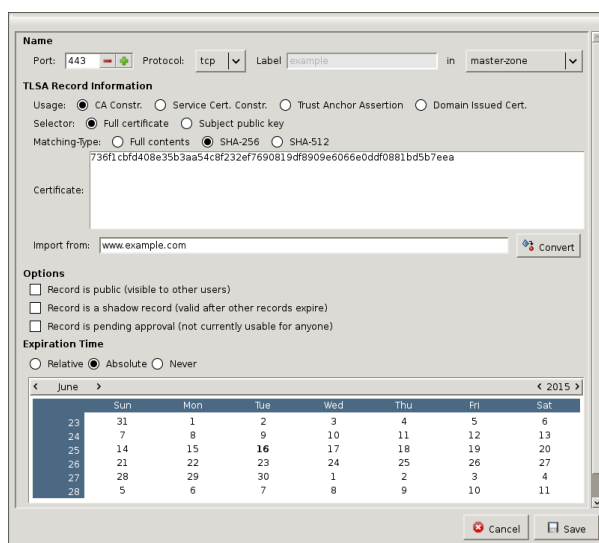 Name
Port: 443 Protocol: tcp Label example in master-zone
TLSA Record Information
Usage: CA Constr. Service Cert. Constr. Trust Anchor Assertion Domain Issued Cert.
Selector: Full certificate Subject public key
Matching-Type: Full contents SHA-256 SHA-512
736f1cbfd408e35b3aa54c8f232ef7690819df8909e6066e0ddf0881bd5b7eea
Certificate:
Import from: www.example.com Convert
Options
Record is public (visible to other users)
Record is a shadow record (valid after other records expire)
Record is pending approval (not currently usable for anyone)
Expiration Time
Relative Absolute Never
< June > < 2015 >
Sun Mon Tue Wed Thu Fri Sat
23 31 1 2 3 4 5 6
24 7 8 9 10 11 12 13
25 14 15 16 17 18 19 20
26 21 22 23 24 25 26 27
27 28 29 30 1 2 3 4
28 5 6 7 8 9 10 11
Cancel Save